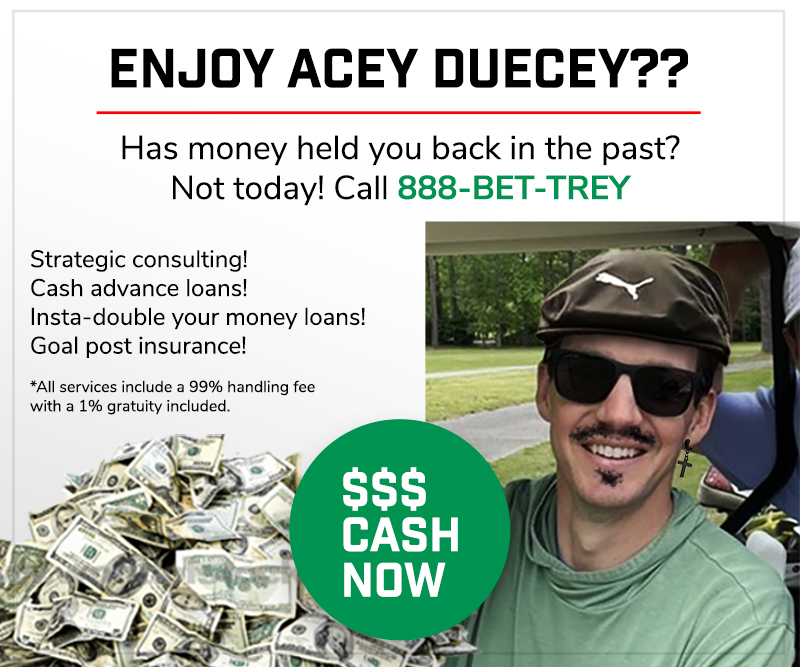 ENJOY ACEY DUECEY??
Has money held you back in the past?
Not today! Call 888-BET-TREY
Strategic consulting!
Cash advance loans!
Insta-double your money loans!
Goal post insurance!
*All services include a 99% handling fee
with a 1% gratuity included.
$$$
CASH
NOW